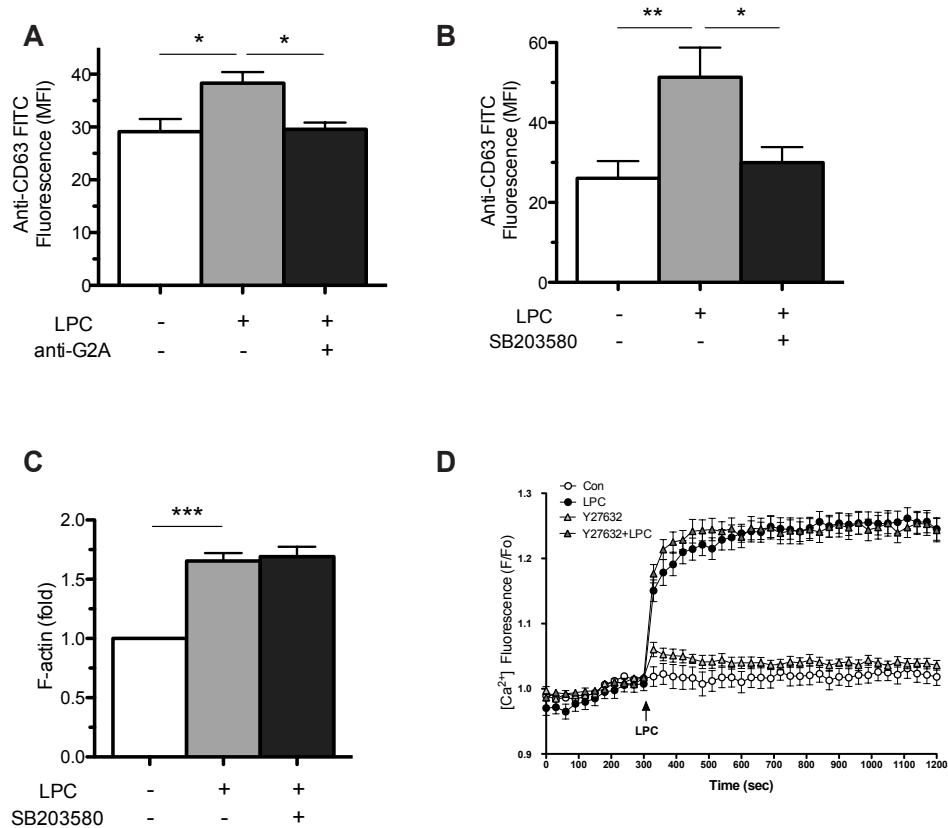 A
* *
Anti-CD63 FITC
Fluorescence (MFI)
40
30
20
10
0
LPC - + +
anti-G2A - - +
B
** *
Anti-CD63 FITC
Fluorescence (MFI)
60
40
20
0
LPC - + +
SB203580 - - +
C
***
F-actin (fold)
2.0
1.5
1.0
0.5
0.0
LPC - + +
SB203580 - - +
D
Con
LPC
Y27632
Y27632+LPC
[Ca²⁺] Fluorescence (F/Fo)
1.3
1.2
1.1
1.0
0.9
LPC
0 100 200 300 400 500 600 700 800 900 1000 1100 1200
Time (sec)